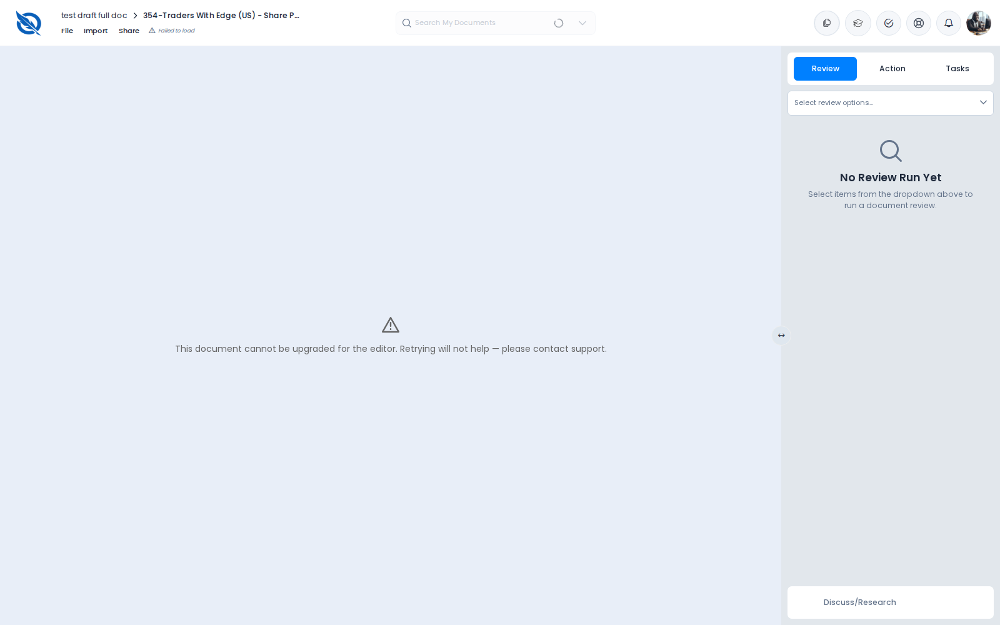 test draft full doc > 354-Traders With Edge (US) - Share P...
File Import Share Failed to load
Search My Documents
Review Action Tasks
Select review options...
No Review Run Yet
Select items from the dropdown above to
run a document review.
This document cannot be upgraded for the editor. Retrying will not help — please contact support.
Discuss/Research